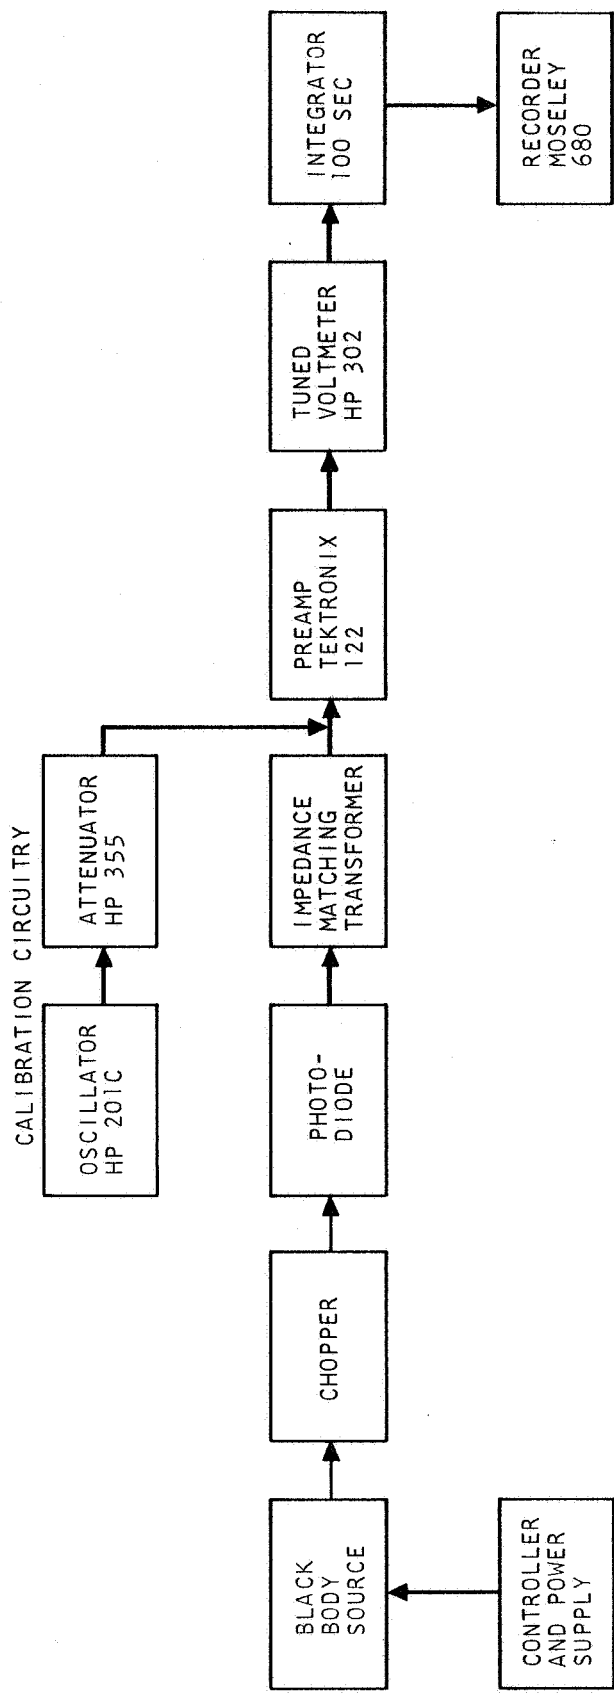 CALIBRATION CIRCUITRY
OSCILLATOR
HP 201C
ATTENUATOR
HP 355
BLACK
BODY
SOURCE
CHOPPER
PHOTO-
DIODE
IMPEDANCE
MATCHING
TRANSFORMER
PREAMP
TEKTRONIX
122
TUNED
VOLTMETER
HP 302
INTEGRATOR
100 SEC
CONTROLLER
AND POWER
SUPPLY
RECORDER
MOSELEY
680